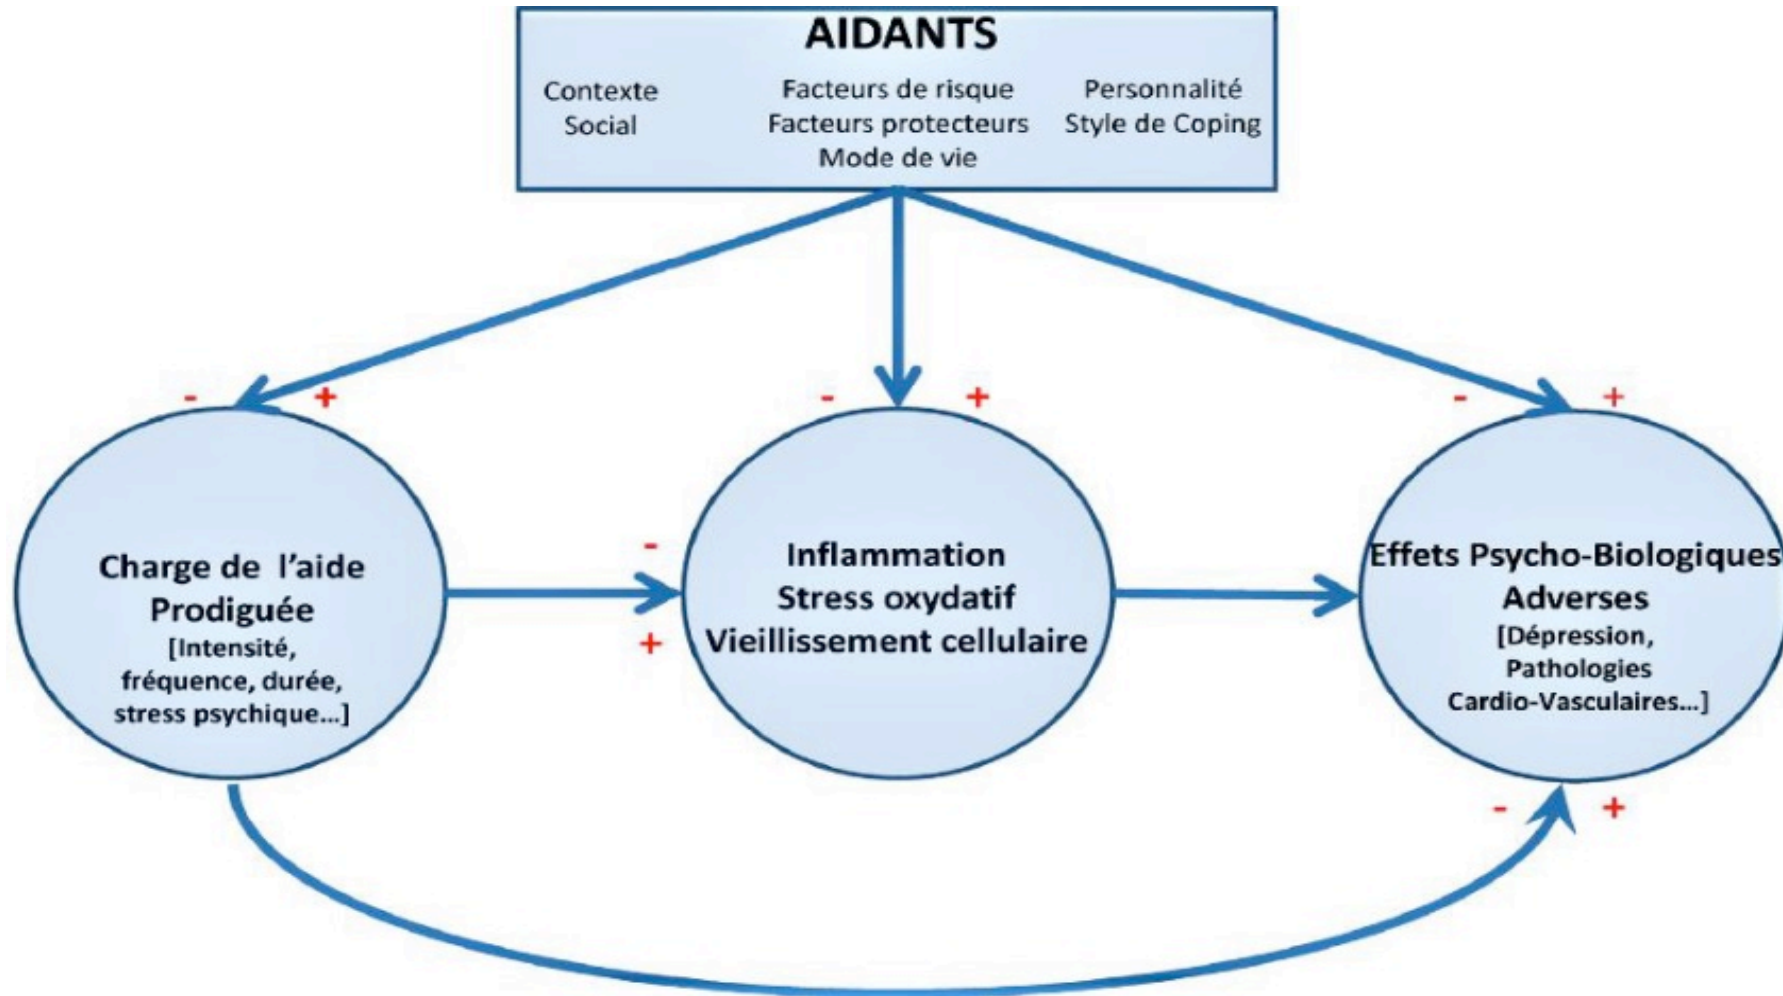 AIDANTS
Contexte
Social
Facteurs de risque
Facteurs protecteurs
Mode de vie
Personnalité
Style de Coping
- +
- +
- +
Charge de l’aide
Prodiguée
[Intensité,
fréquence, durée,
stress psychique...]
-
+
Inflammation
Stress oxydatif
Vieillissement cellulaire
Effets Psycho-Biologiques
Adverses
[Dépression,
Pathologies
Cardio-Vasculaires...]
- +